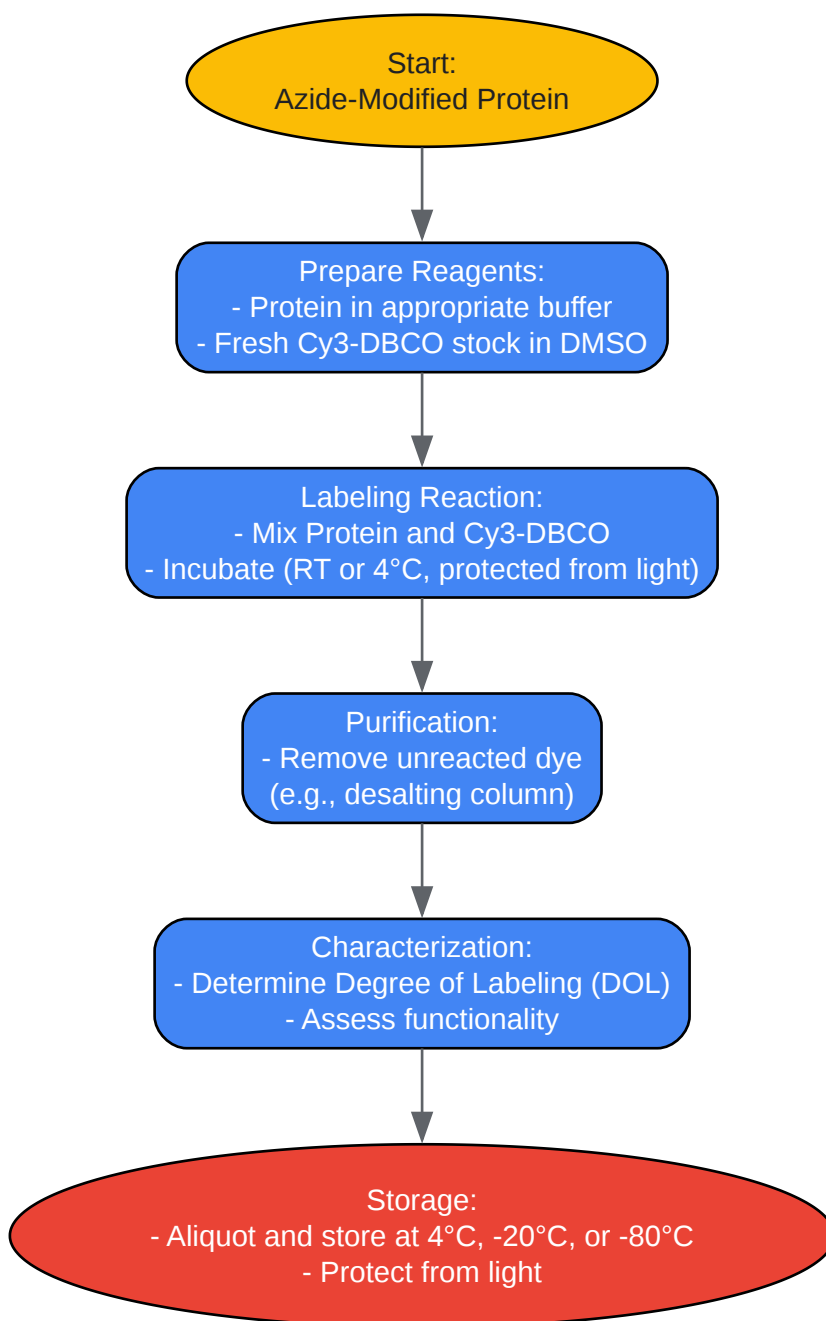 Start:
Azide-Modified Protein
Prepare Reagents:
- Protein in appropriate buffer
- Fresh Cy3-DBCO stock in DMSO
Labeling Reaction:
- Mix Protein and Cy3-DBCO
- Incubate (RT or 4°C, protected from light)
Purification:
- Remove unreacted dye
(e.g., desalting column)
Characterization:
- Determine Degree of Labeling (DOL)
- Assess functionality
Storage:
- Aliquot and store at 4°C, -20°C, or -80°C
- Protect from light